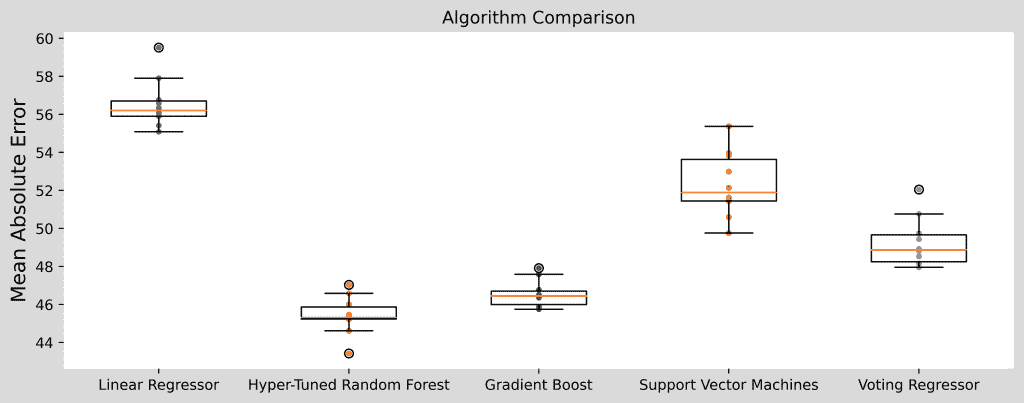 Algorithm Comparison
Mean Absolute Error
60
58
56
54
52
50
48
46
44
Linear Regressor
Hyper-Tuned Random Forest
Gradient Boost
Support Vector Machines
Voting Regressor